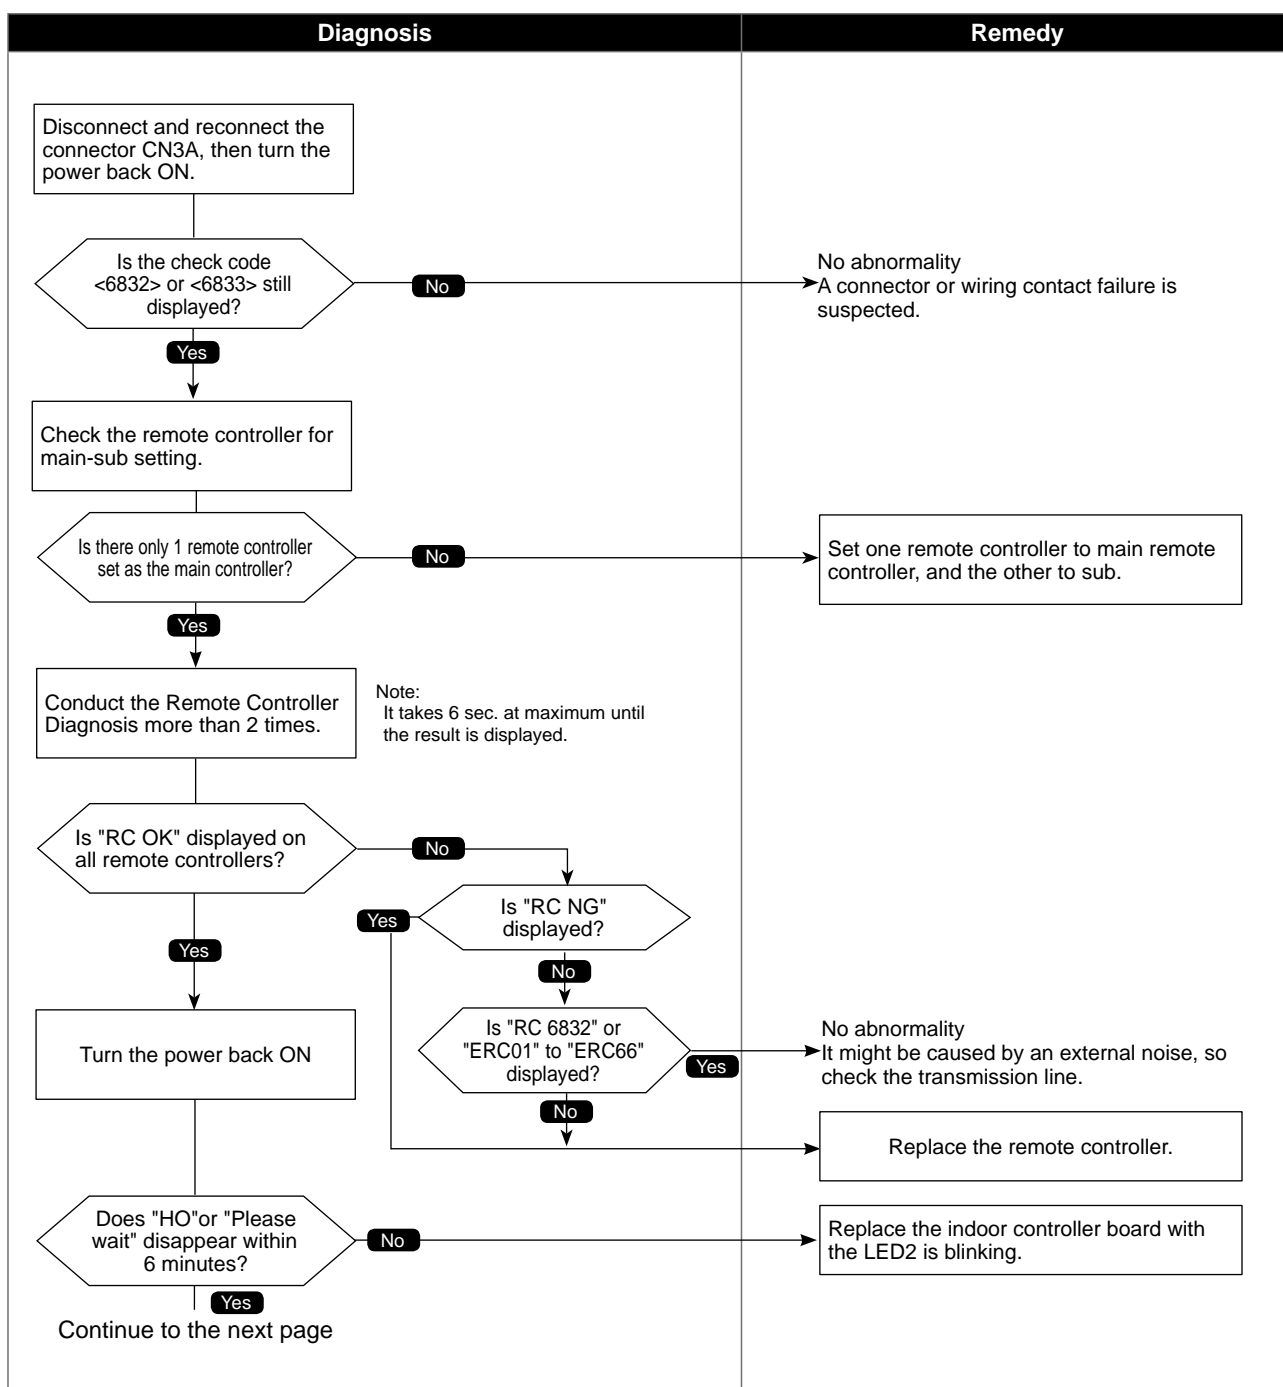 Diagnosis
Remedy
Disconnect and reconnect the
connector CN3A, then turn the
power back ON.
Is the check code
<6832> or <6833> still
displayed?
No
No abnormality
A connector or wiring contact failure is
suspected.
Yes
Check the remote controller for
main-sub setting.
Is there only 1 remote controller
set as the main controller?
No
Set one remote controller to main remote
controller, and the other to sub.
Yes
Conduct the Remote Controller
Diagnosis more than 2 times.
Note:
It takes 6 sec. at maximum until
the result is displayed.
Is "RC OK" displayed on
all remote controllers?
No
Is "RC NG"
displayed?
Yes
Yes
No
Turn the power back ON
Is "RC 6832" or
"ERC01" to "ERC66"
displayed?
Yes
No abnormality
It might be caused by an external noise, so
check the transmission line.
No
Replace the remote controller.
Does "HO"or "Please
wait" disappear within
6 minutes?
No
Replace the indoor controller board with
the LED2 is blinking.
Yes
Continue to the next page